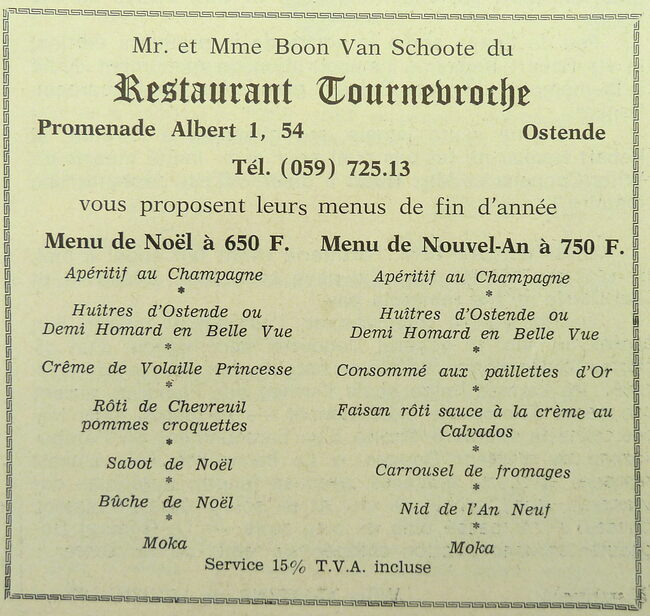 Mr. et Mme Boon Van Schoote du
Restaurant Tournebroche
Promenade Albert 1, 54 Ostende
Tél. (059) 725.13
vous proposent leurs menus de fin d'année
Menu de Noël à 650 F.
Apéritif au Champagne
*
Huîtres d'Ostende ou
Demi Homard en Belle Vue
*
Crême de Volaille Princesse
*
Rôti de Chevreuil
pommes croquettes
*
Sabot de Noël
*
Bûche de Noël
*
Moka
Menu de Nouvel-An à 750 F.
Apéritif au Champagne
*
Huîtres d'Ostende ou
Demi Homard en Belle Vue
*
Consommé aux paillettes d'Or
*
Faisan rôti sauce à la crème au
Calvados
*
Carrousel de fromages
*
Nid de l'An Neuf
*
Moka
Service 15% T.V.A. incluse